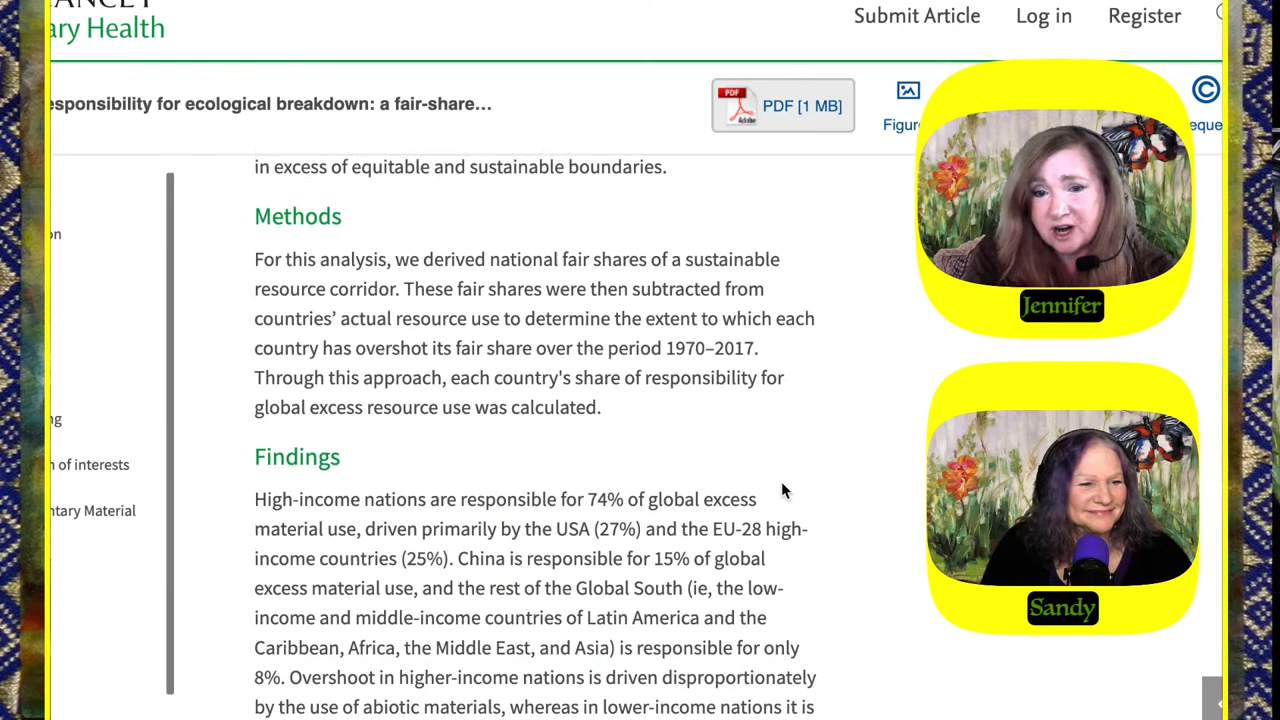 Submit Article Log in Register
ary Health
esponsibility for ecological breakdown: a fair-share…
PDF
Adobe
PDF [1 MB]
Figur
eque
in excess of equitable and sustainable boundaries.
Methods
For this analysis, we derived national fair shares of a sustainable
resource corridor. These fair shares were then subtracted from
countries’ actual resource use to determine the extent to which each
country has overshot its fair share over the period 1970–2017.
Through this approach, each country's share of responsibility for
global excess resource use was calculated.
Findings
High-income nations are responsible for 74% of global excess
material use, driven primarily by the USA (27%) and the EU-28 high-
income countries (25%). China is responsible for 15% of global
excess material use, and the rest of the Global South (ie, the low-
income and middle-income countries of Latin America and the
Caribbean, Africa, the Middle East, and Asia) is responsible for only
8%. Overshoot in higher-income nations is driven disproportionately
by the use of abiotic materials, whereas in lower-income nations it is
on
ng
n of interests
ntary Material
Jennifer
Sandy